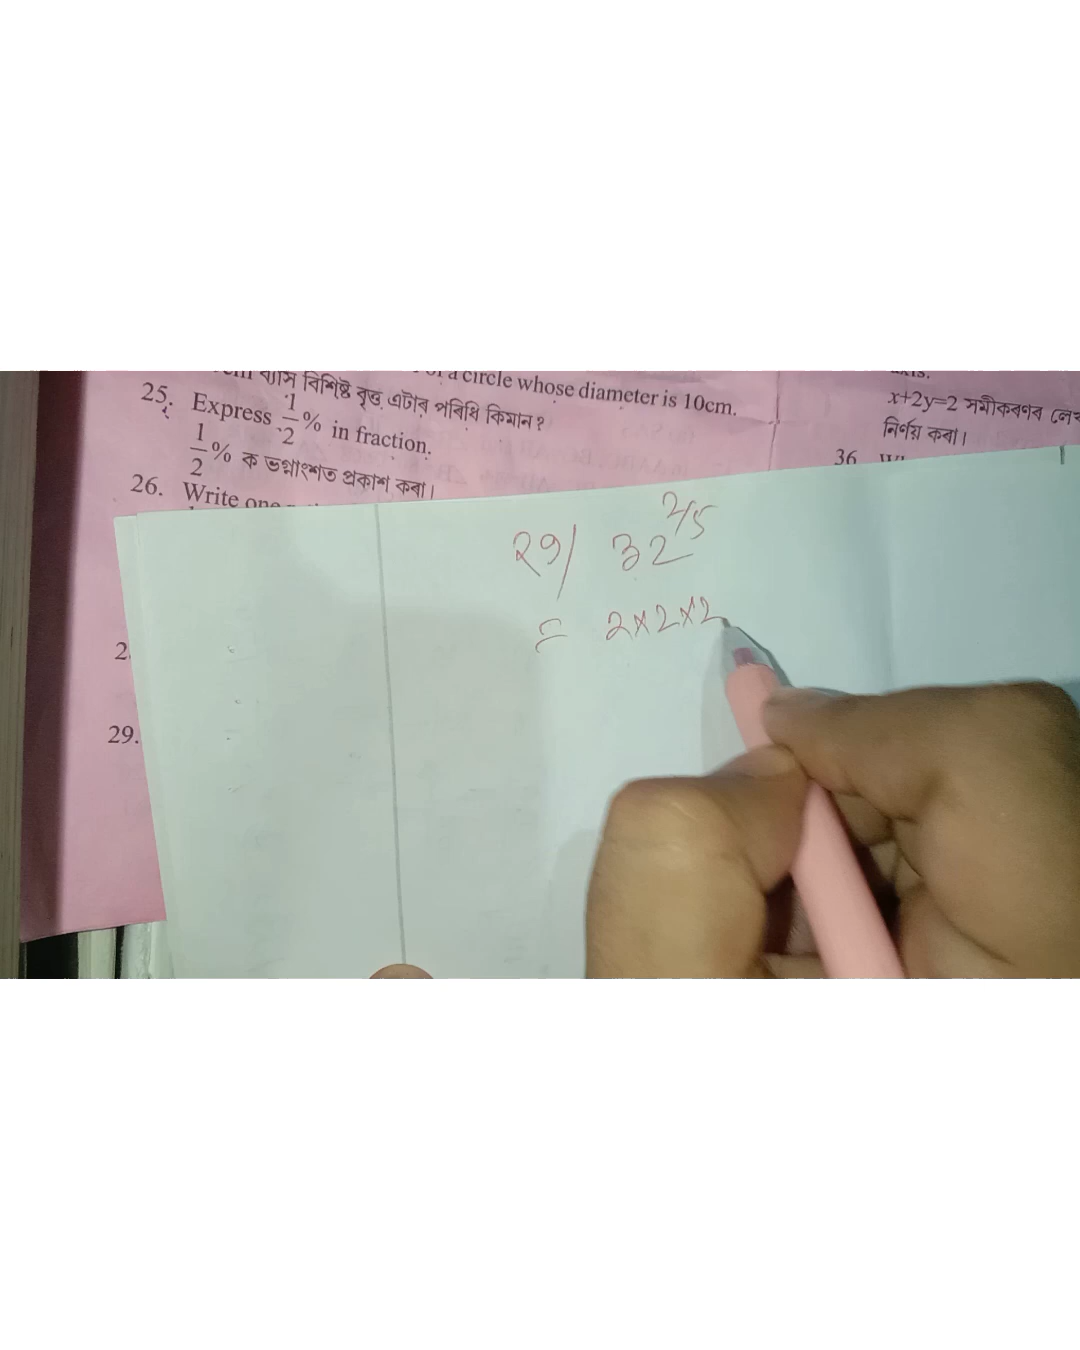 a circle whose diameter is 10cm.
ব্যাস বিশিষ্ট বৃত্ত এটাৰ পৰিধি কিমান?
25. Express 1/2 % in fraction.
1/2 % ক ভগ্নাংশত প্ৰকাশ কৰা।
26. Write one
29.
x+2y=2 সমীকৰণৰ
নিৰ্ণয় কৰা।
36
29/ 32^2/5
= 2×2×2